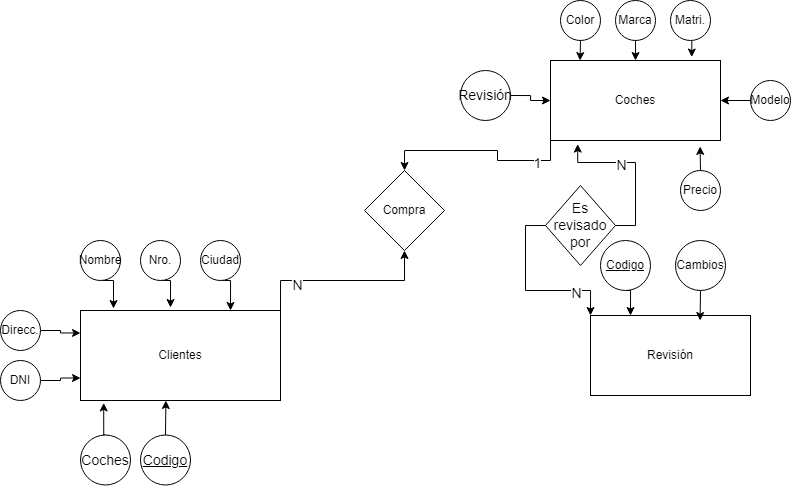 Color
Marca
Matri.
Revisión
Coches
Modelo
1
N
Compra
Precio
Es
revisado
por
Nombre
Nro.
Ciudad
Codigo
Cambios
N
N
Direcc.
Clientes
Revisión
DNI
Coches
Codigo